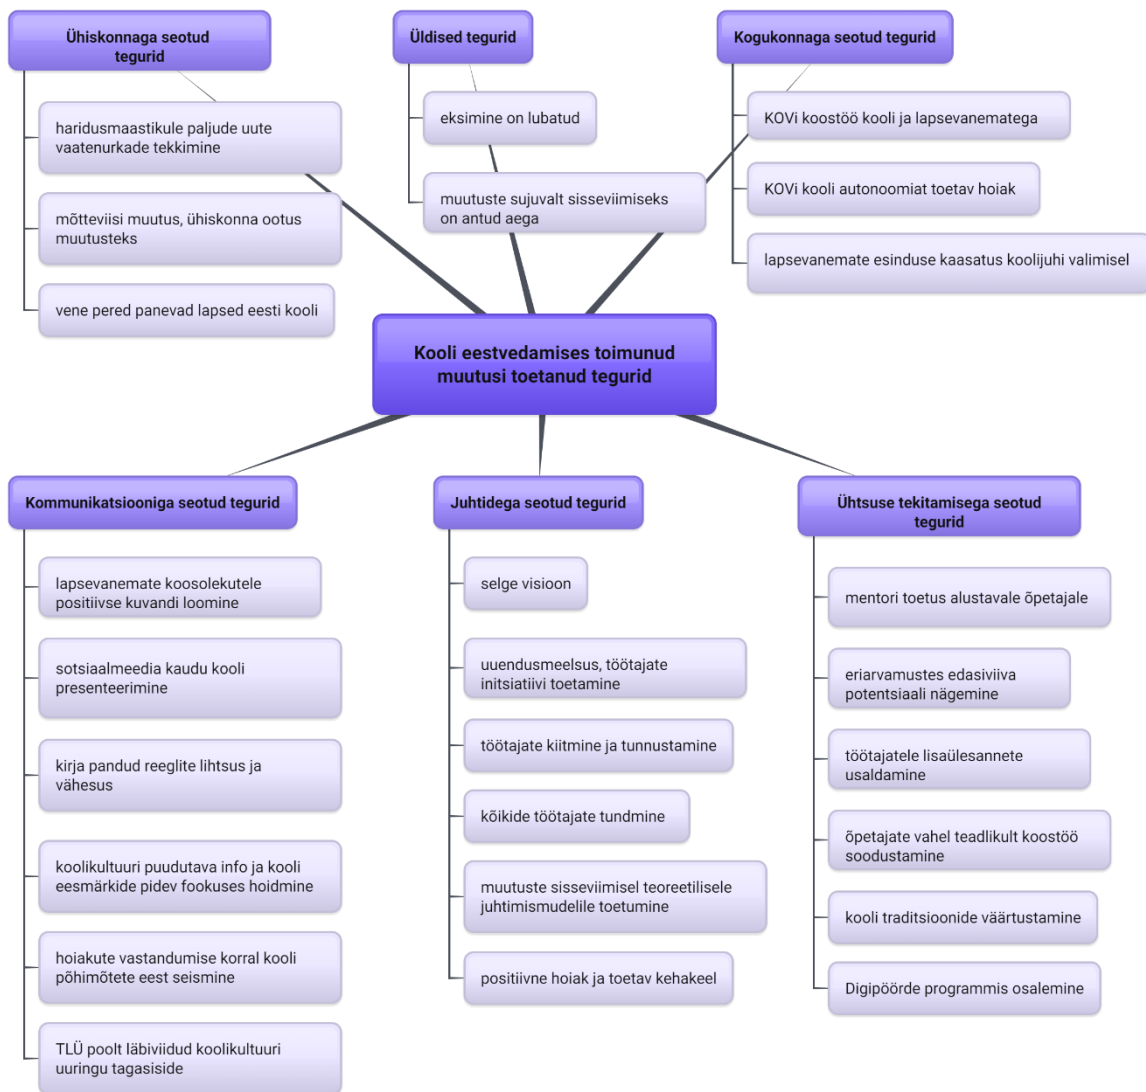 Ühiskonnaga seotud
tegurid
haridusmaastikule paljude uute
vaatenurkade tekkimine
mõtteviisi muutus, ühiskonna ootus
muutusteks
vene pered panevad lapsed eesti kooli
Üldised tegurid
eksimine on lubatud
muutuste sujuvalt sisseviimiseks
on antud aega
Kogukonnaga seotud tegurid
KOVi koostöö kooli ja lapsevanematega
KOVi kooli autonoomiat toetav hoiak
lapsevanemate esinduse kaasatus koolijuhi valimisel
Kooli eestvedamises toimunud
muutusi toetanud tegurid
Kommunikatsiooniga seotud tegurid
lapsevanemate koosolekutele
positiivse kuvandi loomine
sotsiaalmeedia kaudu kooli
presenteerimine
kirja pandud reeglite lihtsus ja
vähesus
koolikultuuri puudutava info ja kooli
eesmärkide pidev fookuses hoidmine
hoiakute vastandumise korral kooli
põhimõtete eest seismine
TLÜ poolt läbiviidud koolikultuuri
uuringu tagasiside
Juhtidega seotud tegurid
selge visioon
uuendusmeelsus, töötajate
initsiatiivi toetamine
töötajate kiitmine ja tunnustamine
kõikide töötajate tundmine
muutuste sisseviimisel teoreetilisele
juhtimismudelile toetumine
positiivne hoiak ja toetav kehakeel
Ühtsuse tekitamisega seotud
tegurid
mentori toetus alustavale õpetajale
eriarvamustes edasiviiva
potentsiaali nägemine
töötajatele lisaülesannete
usaldamine
õpetajate vahel teadlikult koostöö
soodustamine
kooli traditsioonide väärtustamine
Digipöörde programmis osalemine